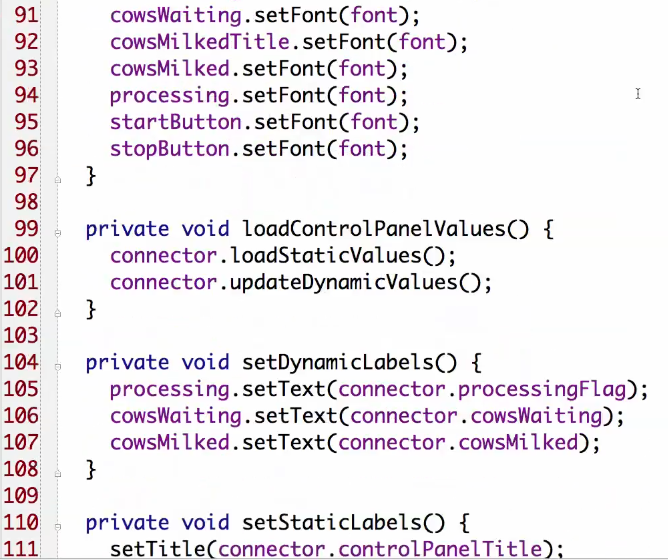 91 cowsWaiting.setFont(font);
92 cowsMilkedTitle.setFont(font);
93 cowsMilked.setFont(font);
94 processing.setFont(font);
95 startButton.setFont(font);
96 stopButton.setFont(font);
97 }
98
99 private void loadControlPanelValues() {
100 connector.loadStaticValues();
101 connector.updateDynamicValues();
102 }
103
104 private void setDynamicLabels() {
105 processing.setText(connector.processingFlag);
106 cowsWaiting.setText(connector.cowsWaiting);
107 cowsMilked.setText(connector.cowsMilked);
108 }
109
110 private void setStaticLabels() {
111 setTitle(connector.controlPanelTitle);